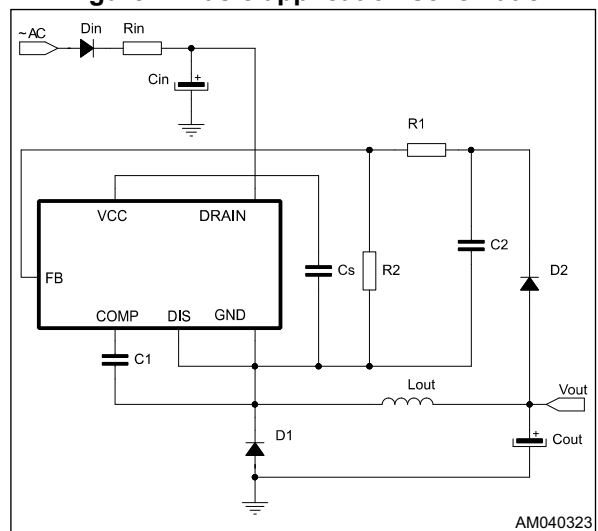 ~AC
Din
Rin
Cin
+
R1
VCC
DRAIN
C2
D2
FB
Cs
R2
COMP
DIS
GND
C1
Lout
Vout
D1
+
Cout
AM040323